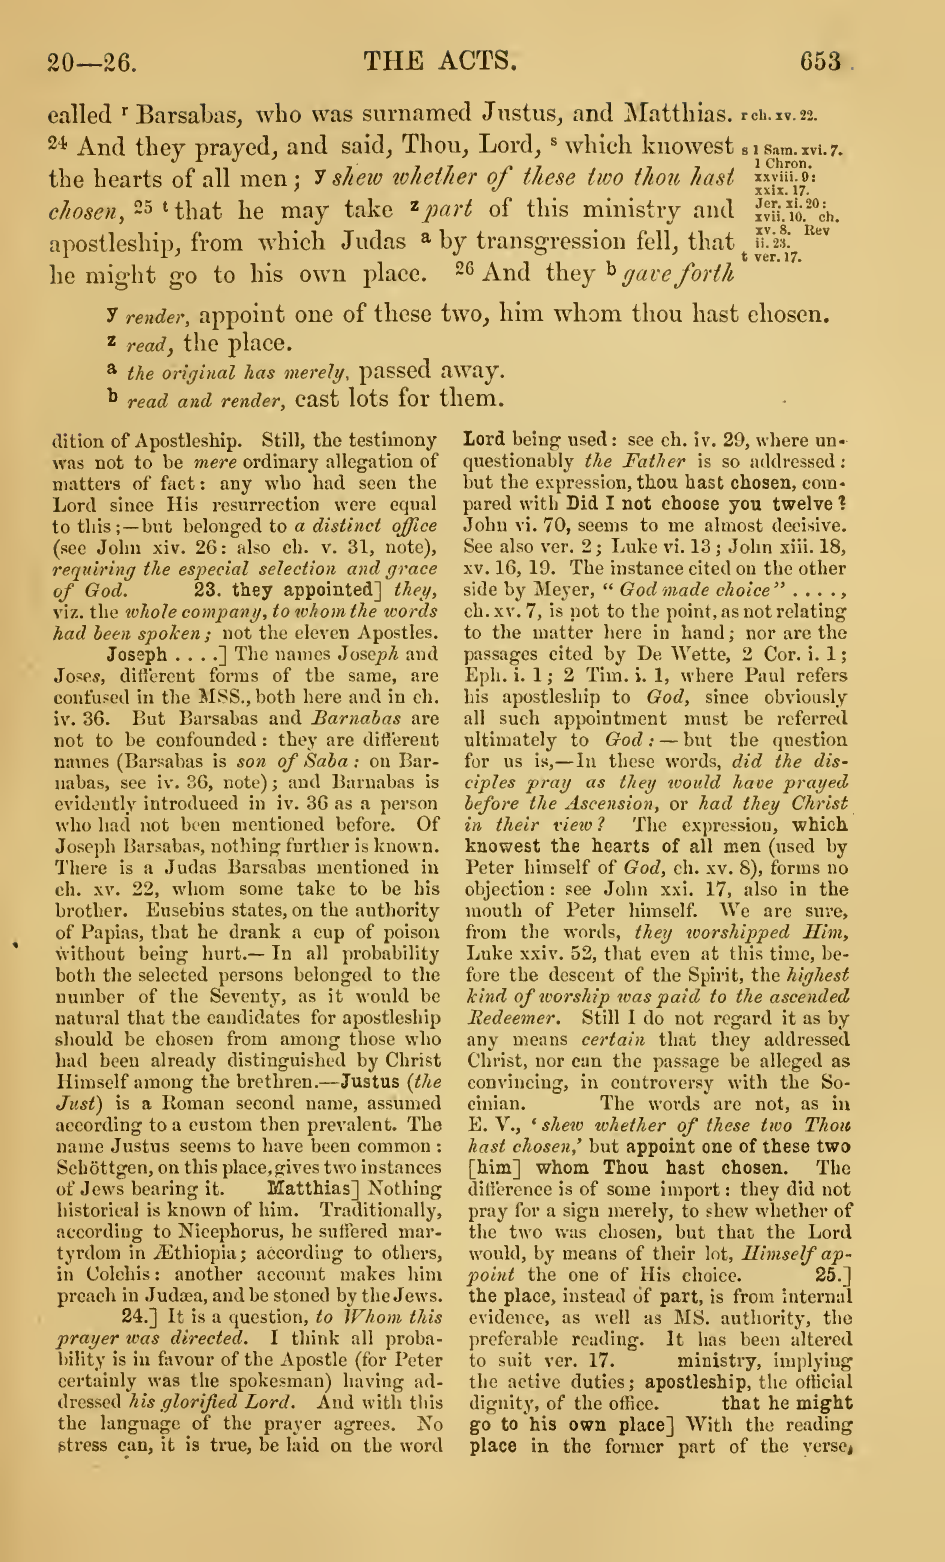 20—26.
THE ACTS.
653
called r Barsabas, who was surnamed Justus, and Matthias.
24 And they prayed, and said, Thou, Lord, s which knowest
the hearts of all men; y shew whether of these two thou hast
chosen, 25 t that he may take z part of this ministry and
apostleship, from which Judas a by transgression fell, that
he might go to his own place. 26 And they b gave forth
r ch. xv. 22.
s 1 Sam. xvi. 7.
1 Chron.
xxviii. 9:
xxix. 17.
Jer. xi. 20:
xvii. 10. ch.
xv. 8. Rev
ii. 23.
t ver. 17.
y render, appoint one of these two, him whom thou hast chosen.
z read, the place.
a the original has merely, passed away.
b read and render, cast lots for them.
dition of Apostleship. Still, the testimony
was not to be mere ordinary allegation of
matters of fact: any who had seen the
Lord since His resurrection were equal
to this;—but belonged to a distinct office
(see John xiv. 26: also ch. v. 31, note),
requiring the especial selection and grace
of God. 23. they appointed] they,
viz. the whole company, to whom the words
had been spoken; not the eleven Apostles.
Joseph . . . .] The names Joseph and
Joses, different forms of the same, are
confused in the MSS., both here and in ch.
iv. 36. But Barsabas and Barnabas are
not to be confounded: they are different
names (Barsabas is son of Saba: on Bar-
nabas, see iv. 36, note); and Barnabas is
evidently introduced in iv. 36 as a person
who had not been mentioned before. Of
Joseph Barsabas, nothing further is known.
There is a Judas Barsabas mentioned in
ch. xv. 22, whom some take to be his
brother. Eusebius states, on the authority
of Papias, that he drank a cup of poison
without being hurt.—In all probability
both the selected persons belonged to the
number of the Seventy, as it would be
natural that the candidates for apostleship
should be chosen from among those who
had been already distinguished by Christ
Himself among the brethren.—Justus (the
Just) is a Roman second name, assumed
according to a custom then prevalent. The
name Justus seems to have been common:
Schöttgen, on this place, gives two instances
of Jews bearing it. Matthias] Nothing
historical is known of him. Traditionally,
according to Nicephorus, he suffered mar-
tyrdom in Æthiopia; according to others,
in Colchis: another account makes him
preach in Judæa, and be stoned by the Jews.
24.] It is a question, to Whom this
prayer was directed. I think all proba-
bility is in favour of the Apostle (for Peter
certainly was the spokesman) having ad-
dressed his glorified Lord. And with this
the language of the prayer agrees. No
stress can, it is true, be laid on the word
Lord being used: see ch. iv. 29, where un-
questionably the Father is so addressed:
but the expression, thou hast chosen, com-
pared with Did I not choose you twelve?
John vi. 70, seems to me almost decisive.
See also ver. 2; Luke vi. 13; John xiii. 18,
xv. 16, 19. The instance cited on the other
side by Meyer, "God made choice" . . . .,
ch. xv. 7, is not to the point, as not relating
to the matter here in hand; nor are the
passages cited by De Wette, 2 Cor. i. 1;
Eph. i. 1; 2 Tim. i. 1, where Paul refers
his apostleship to God, since obviously
all such appointment must be referred
ultimately to God:—but the question
for us is,—In these words, did the dis-
ciples pray as they would have prayed
before the Ascension, or had they Christ
in their view? The expression, which
knowest the hearts of all men (used by
Peter himself of God, ch. xv. 8), forms no
objection: see John xxi. 17, also in the
mouth of Peter himself. We are sure,
from the words, they worshipped Him,
Luke xxiv. 52, that even at this time, be-
fore the descent of the Spirit, the highest
kind of worship was paid to the ascended
Redeemer. Still I do not regard it as by
any means certain that they addressed
Christ, nor can the passage be alleged as
convincing, in controversy with the So-
cinian. The words are not, as in
E. V., 'shew whether of these two Thou
hast chosen,' but appoint one of these two
[him] whom Thou hast chosen. The
difference is of some import: they did not
pray for a sign merely, to shew whether of
the two was chosen, but that the Lord
would, by means of their lot, Himself ap-
point the one of His choice. 25.]
the place, instead of part, is from internal
evidence, as well as MS. authority, the
preferable reading. It has been altered
to suit ver. 17. ministry, implying
the active duties; apostleship, the official
dignity, of the office. that he might
go to his own place] With the reading
place in the former part of the verse,